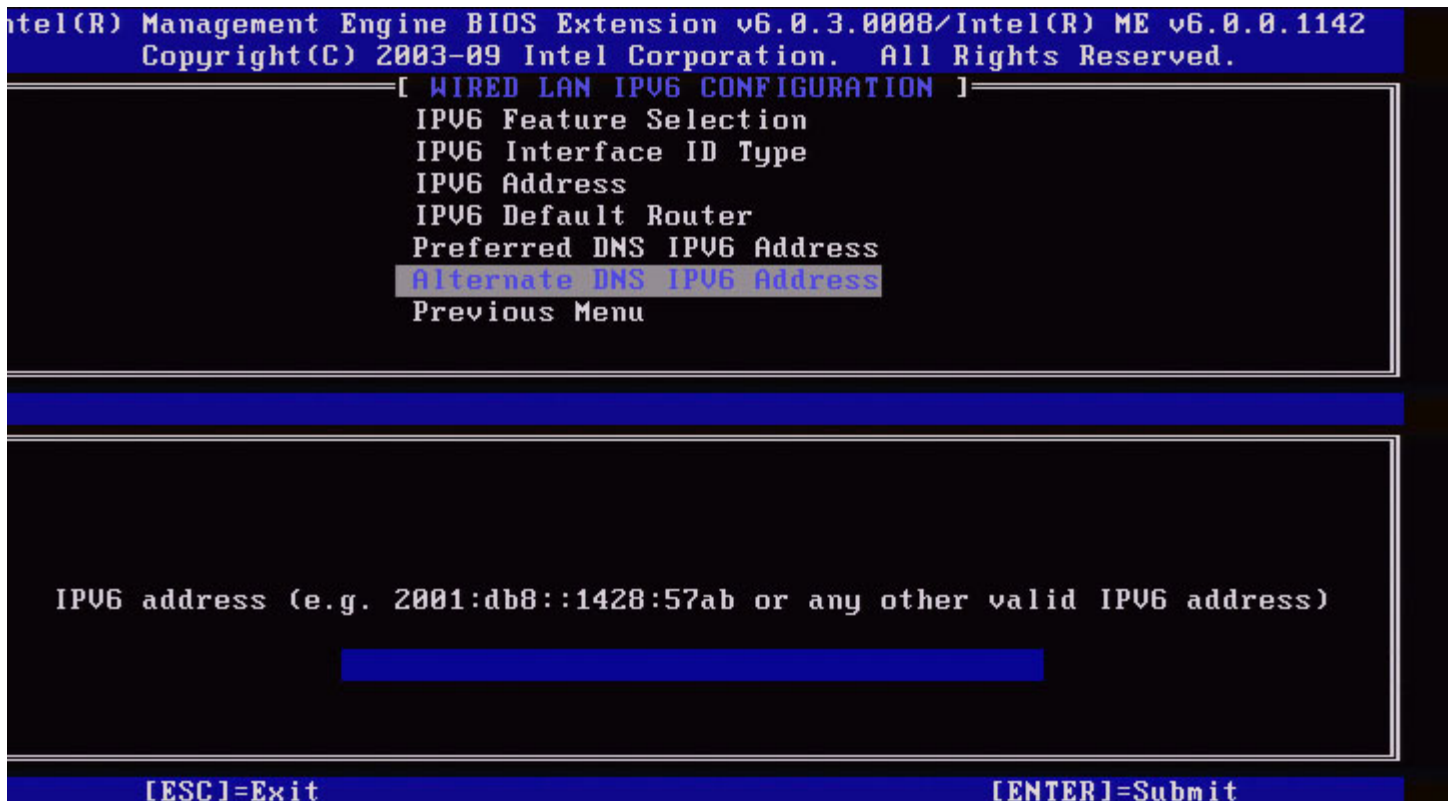 ntel(R) Management Engine BIOS Extension v6.0.3.0008/Intel(R) ME v6.0.0.1142
Copyright(C) 2003-09 Intel Corporation. All Rights Reserved.
[ WIRED LAN IPV6 CONFIGURATION ]
IPV6 Feature Selection
IPV6 Interface ID Type
IPV6 Address
IPV6 Default Router
Preferred DNS IPV6 Address
Alternate DNS IPV6 Address
Previous Menu
IPV6 address (e.g. 2001:db8::1428:57ab or any other valid IPV6 address)
[ESC]=Exit [ENTER]=Submit